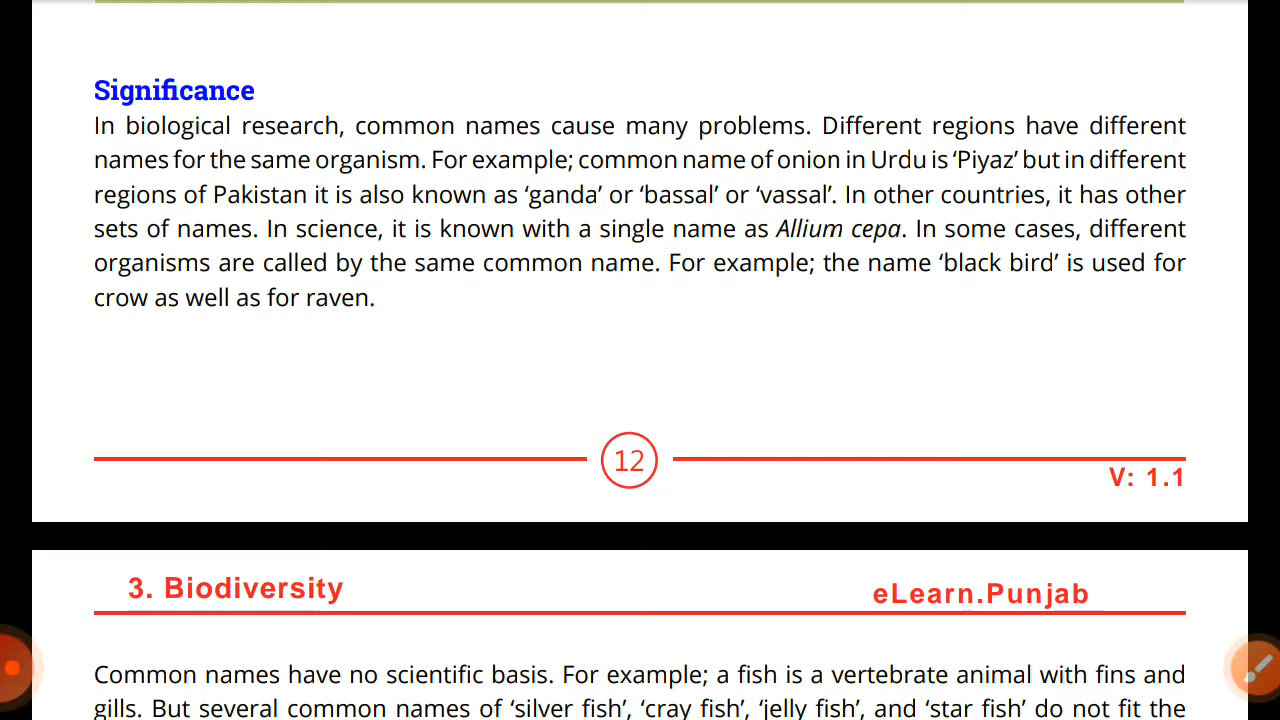 Significance
In biological research, common names cause many problems. Different regions have different
names for the same organism. For example; common name of onion in Urdu is ‘Piyaz’ but in different
regions of Pakistan it is also known as ‘ganda’ or ‘bassal’ or ‘vassal’. In other countries, it has other
sets of names. In science, it is known with a single name as Allium cepa. In some cases, different
organisms are called by the same common name. For example; the name ‘black bird’ is used for
crow as well as for raven.
12
V: 1.1
3. Biodiversity
eLearn.Punjab
Common names have no scientific basis. For example; a fish is a vertebrate animal with fins and
gills. But several common names of ‘silver fish’, ‘cray fish’, ‘jelly fish’, and ‘star fish’ do not fit the